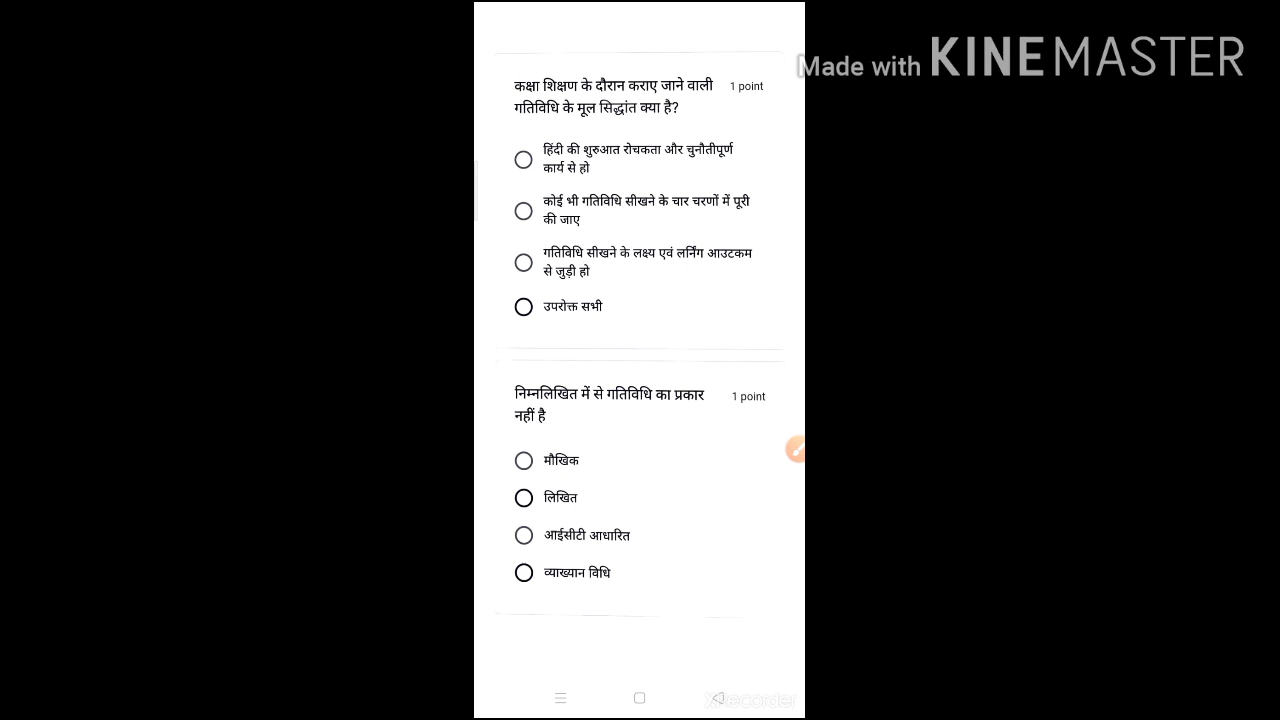 Made with KINEMASTER
कक्षा शिक्षण के दौरान कराए जाने वाली 1 point
गतिविधि के मूल सिद्धांत क्या है?
हिंदी की शुरुआत रोचकता और चुनौतीपूर्ण
कार्य से हो
कोई भी गतिविधि सीखने के चार चरणों में पूरी
की जाए
गतिविधि सीखने के लक्ष्य एवं लर्निंग आउटकम
से जुड़ी हो
उपरोक्त सभी
निम्नलिखित में से गतिविधि का प्रकार 1 point
नहीं है
मौखिक
लिखित
आईसीटी आधारित
व्याख्यान विधि
XRecorder